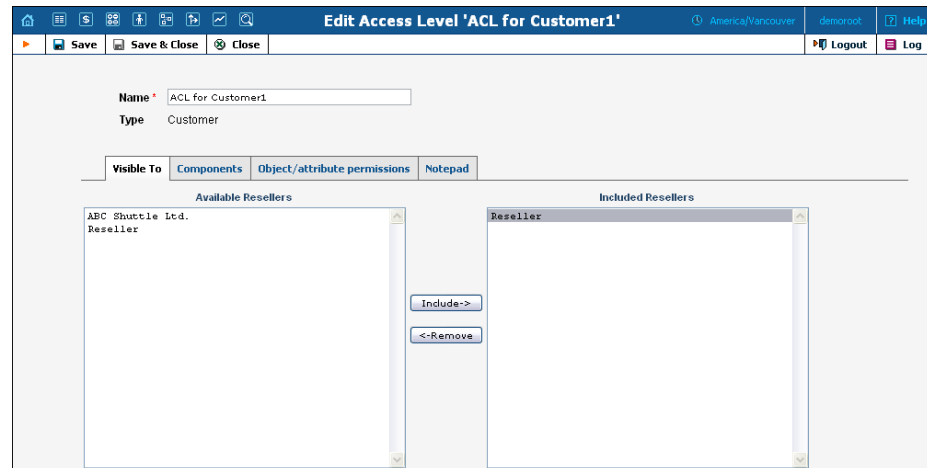 Edit Access Level 'ACL for Customer1'
America/Vancouver
demoroot
? Help
Save
Save & Close
Close
Logout
Log
Name * ACL for Customer1
Type Customer
Visible To
Components
Object/attribute permissions
Notepad
Available Resellers
Included Resellers
ABC Shuttle Ltd.
Reseller
Reseller
Include->
<-Remove